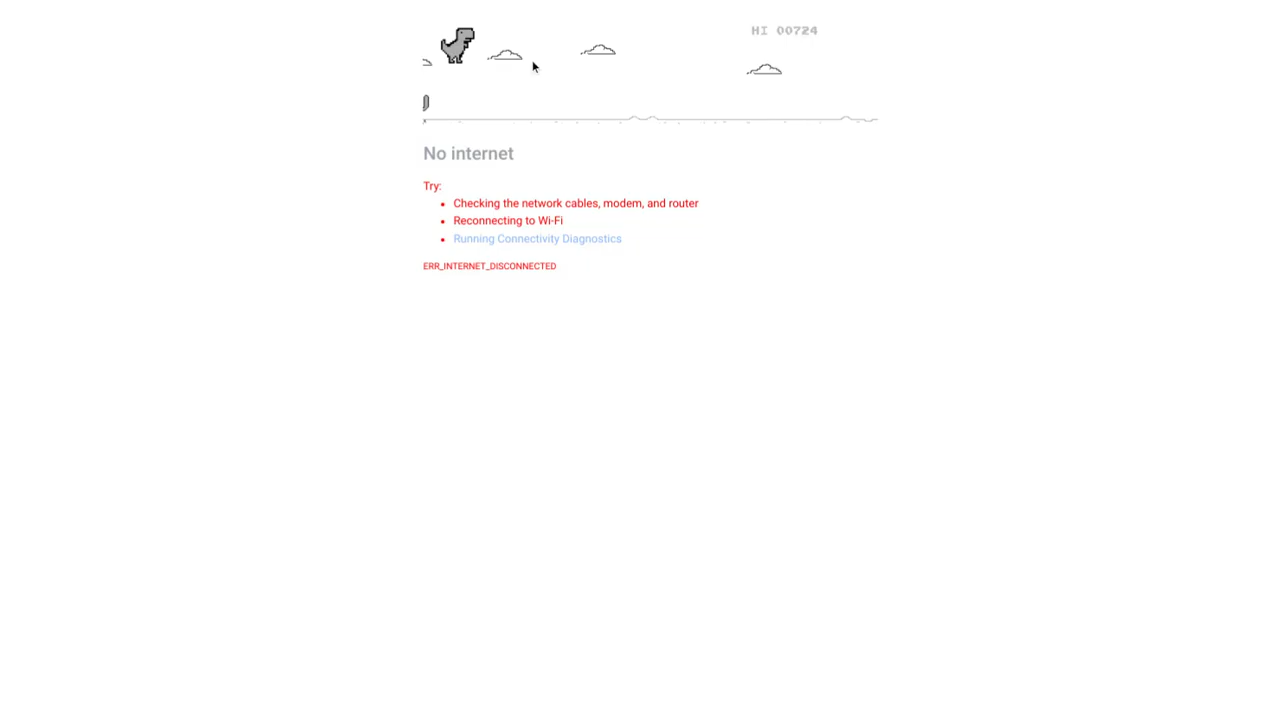 HI 00724
No internet
Try:
• Checking the network cables, modem, and router
• Reconnecting to Wi-Fi
• Running Connectivity Diagnostics
ERR_INTERNET_DISCONNECTED